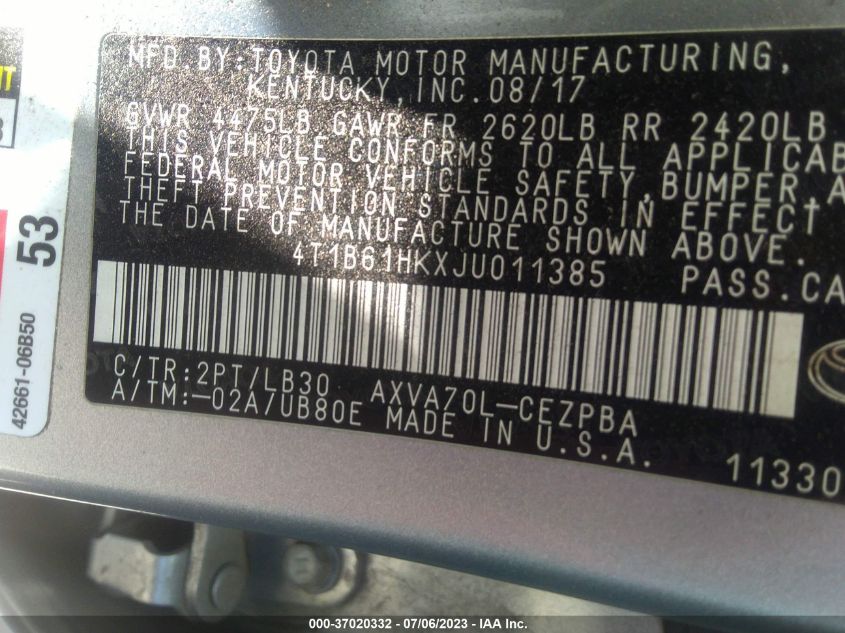 MFD.BY:TOYOTA MOTOR MANUFACTURING,
KENTUCKY,INC.08/17
GVWR 4475LB GAWR FR 2620LB RR 2420LB
THIS VEHICLE CONFORMS TO ALL APPLICAB
FEDERAL MOTOR VEHICLE SAFETY,BUMPER,A
THEFT PREVENTION STANDARDS IN EFFECT
THE DATE OF MANUFACTURE SHOWN ABOVE.
4T1B61HKXJU011385 PASS.CA
C/TR:2PT/LB30 AXVA70L-CEZPBA
A/TM:-02A/UB80E MADE IN U.S.A.
11330
53
42661-06B50
000-37020332 - 07/06/2023 - IAA Inc.